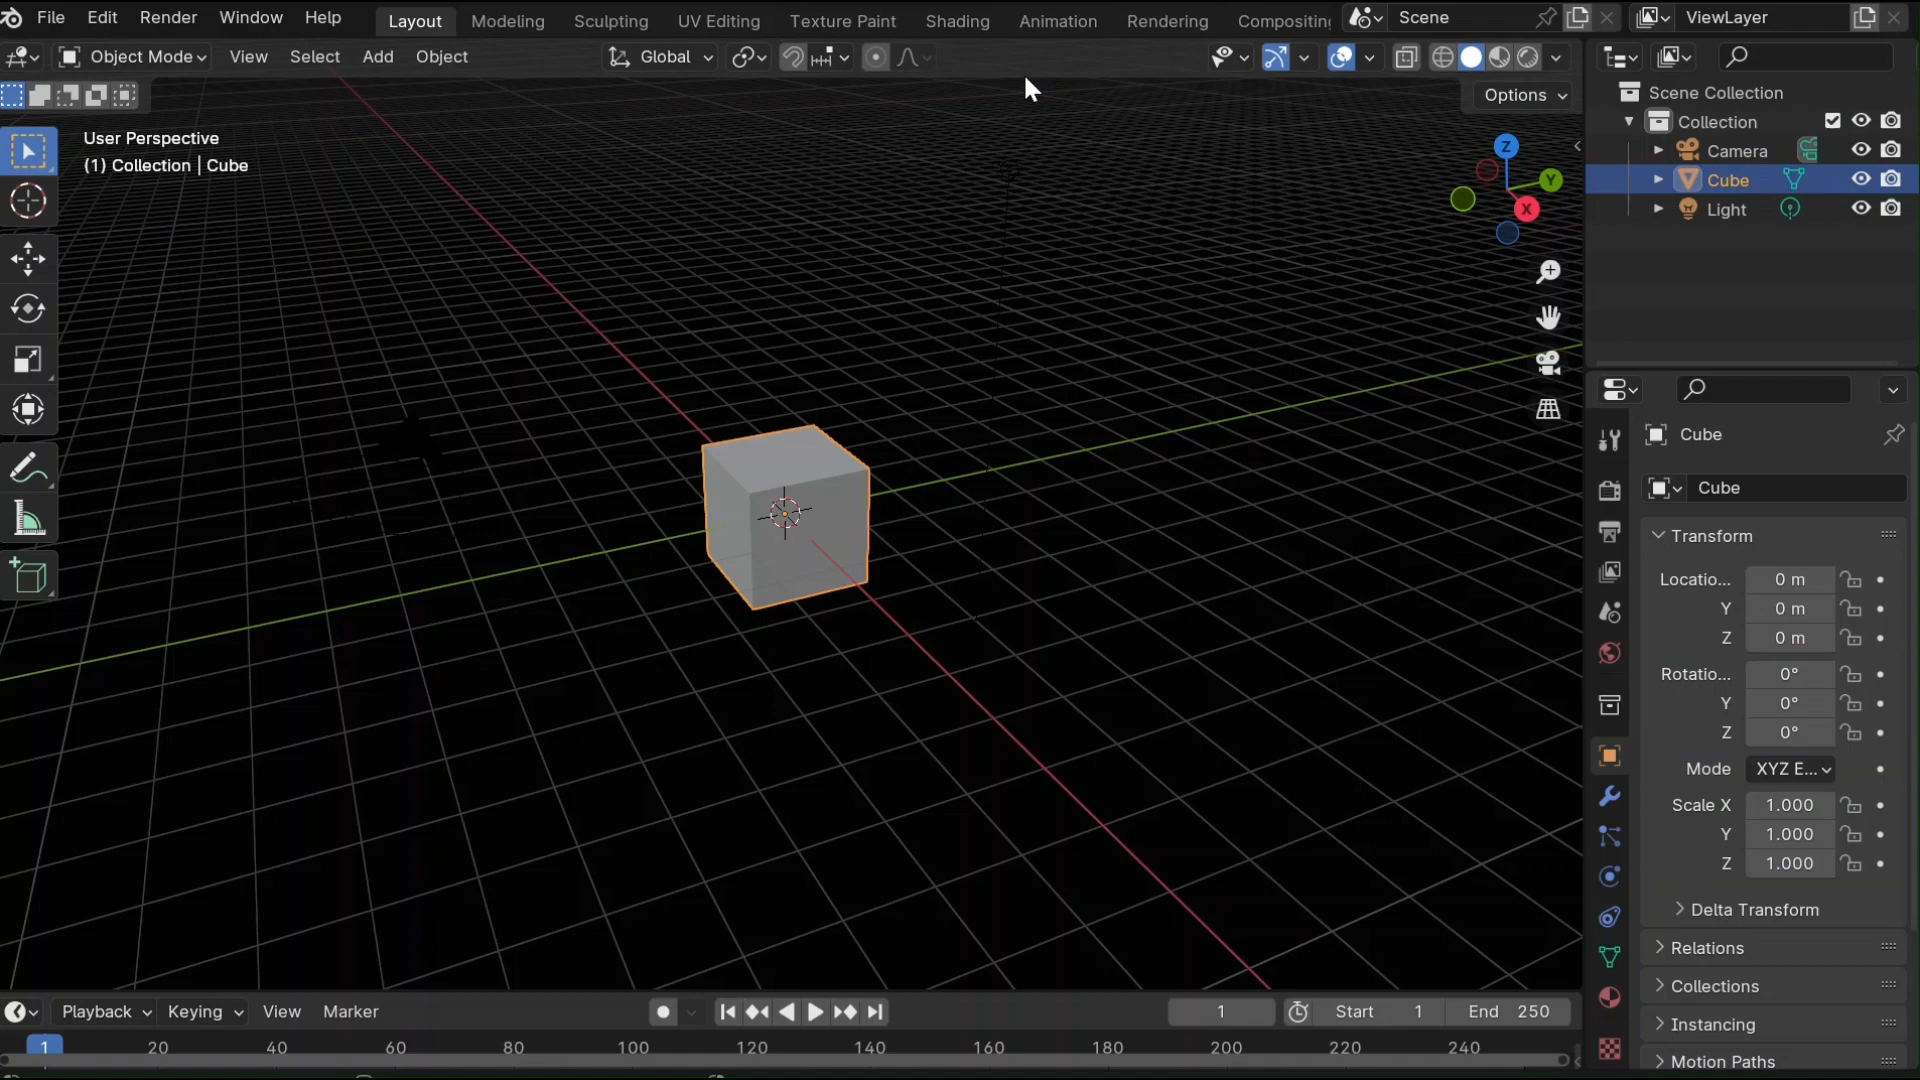 File Edit Render Window Help Layout Modeling Sculpting UV Editing Texture Paint Shading Animation Rendering Compositin Scene ViewLayer
Object Mode View Select Add Object Global
Options
User Perspective
(1) Collection | Cube
Z
Y
X
Scene Collection
Collection
Camera
Cube
Light
Cube
Cube
Transform
Locatio... 0 m
Y 0 m
Z 0 m
Rotatio... 0°
Y 0°
Z 0°
Mode XYZ E...
Scale X 1.000
Y 1.000
Z 1.000
Delta Transform
Relations
Collections
Instancing
Motion Paths
Playback Keying View Marker 1 Start 1 End 250
1 20 40 60 80 100 120 140 160 180 200 220 240